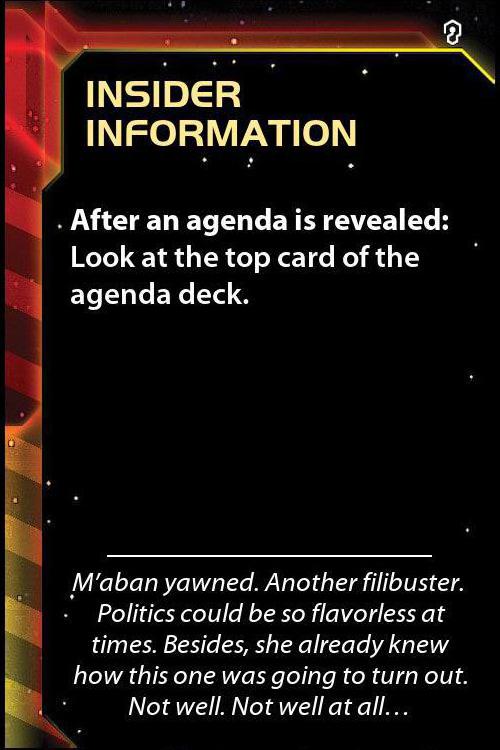 INSIDER
INFORMATION
After an agenda is revealed:
Look at the top card of the
agenda deck.
M’aban yawned. Another filibuster.
Politics could be so flavorless at
times. Besides, she already knew
how this one was going to turn out.
Not well. Not well at all…